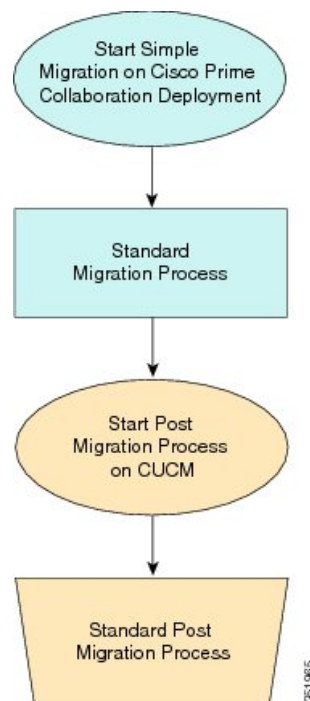 Start Simple
Migration on Cisco Prime
Collaboration Deployment
Standard
Migration Process
Start Post
Migration Process
on CUCM
Standard Post
Migration Process
351965